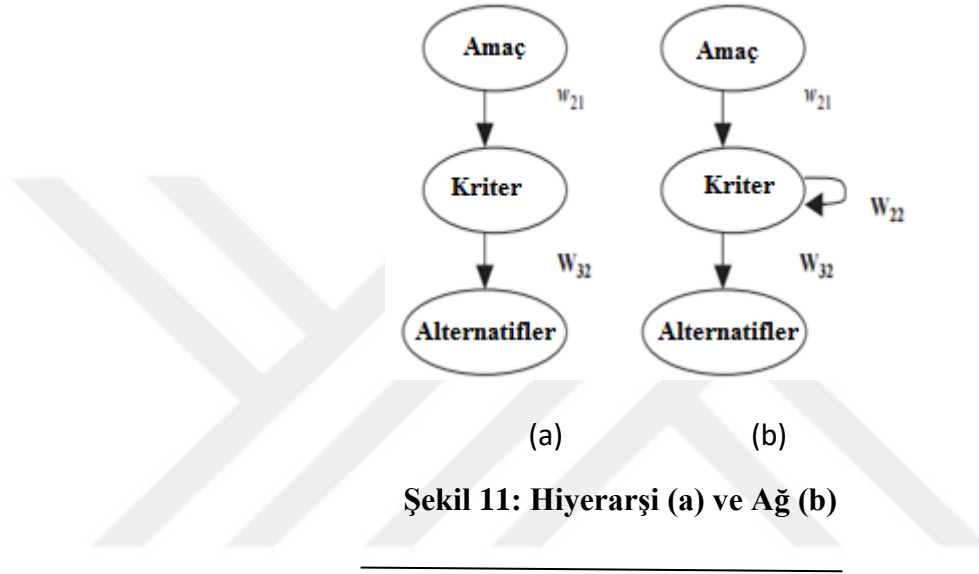 Amaç Amaç
w21 w21
Kriter Kriter
W22
W32 W32
Alternatifler Alternatifler
(a) (b)
Şekil 11: Hiyerarşi (a) ve Ağ (b)